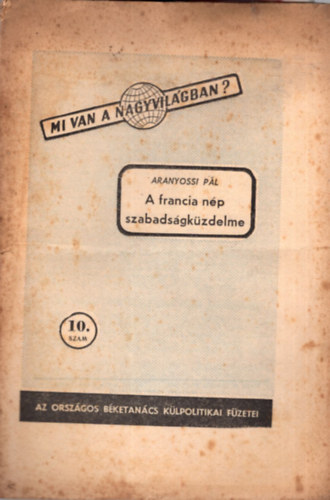 MI VAN A NAGYVILÁGBAN?
ARANYOSSI PÁL
A francia nép
szabadságküzdelme
10.
SZÁM
AZ ORSZÁGOS BÉKETANÁCS KÜLPOLITIKAI FÜZETEI